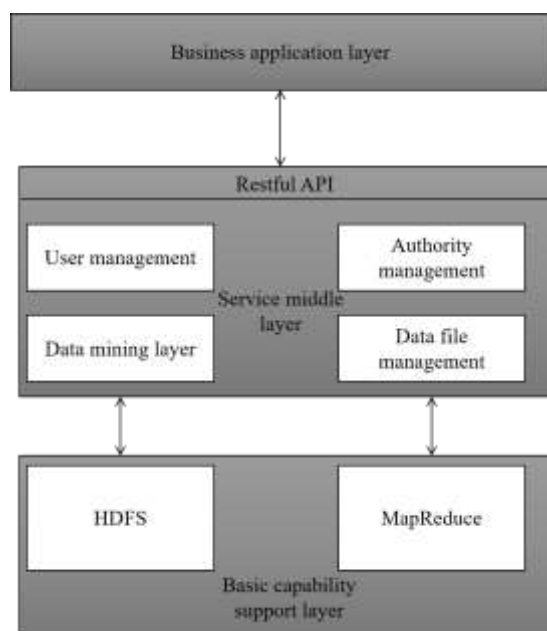 Business application layer
Restful API
User management
Authority
management
Service middle
layer
Data mining layer
Data file
management
HDFS
MapReduce
Basic capability
support layer